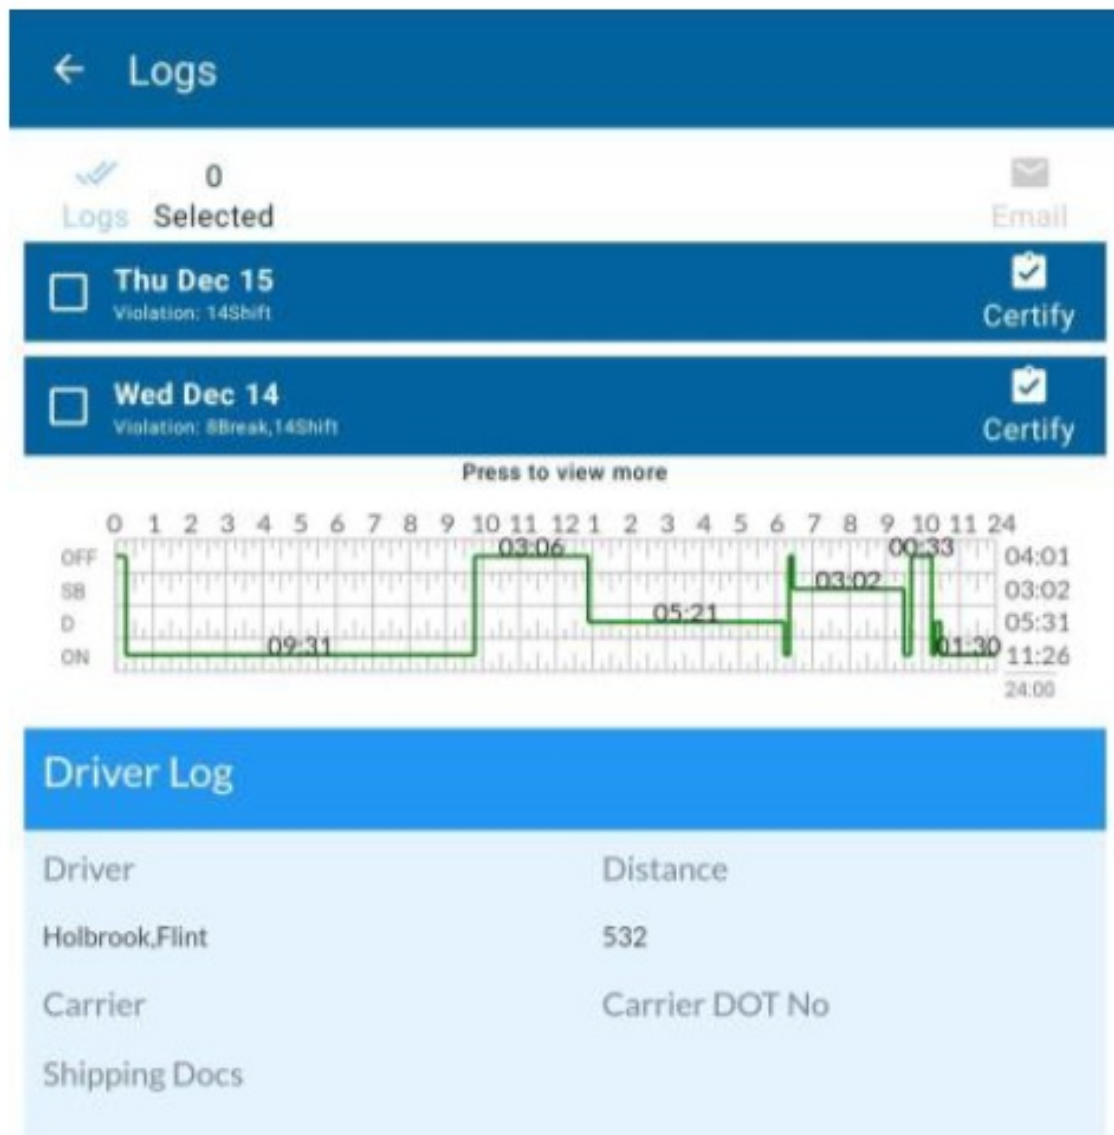 Logs
0
Logs Selected Email
Thu Dec 15
Violation: 14Shift
Certify
Wed Dec 14
Violation: 8Break,14Shift
Certify
Press to view more
0 1 2 3 4 5 6 7 8 9 10 11 12 1 2 3 4 5 6 7 8 9 10 11 24
OFF 03:06 00:33 04:01
SB 03:02 03:02
D 05:21 05:31
ON 09:31 01:30 11:26
24:00
Driver Log
Driver Distance
Holbrook,Flint 532
Carrier Carrier DOT No
Shipping Docs